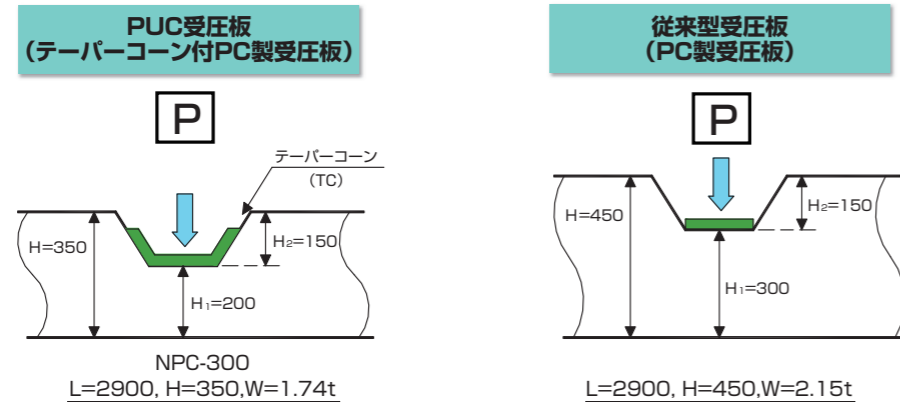 PUC受圧板
(テーパーコーン付PC製受圧板)
P
テーパーコーン
(TC)
H=350
H₂=150
H₁=200
NPC-300
L=2900, H=350,W=1.74t
従来型受圧板
(PC製受圧板)
P
H=450
H₂=150
H₁=300
L=2900, H=450,W=2.15t